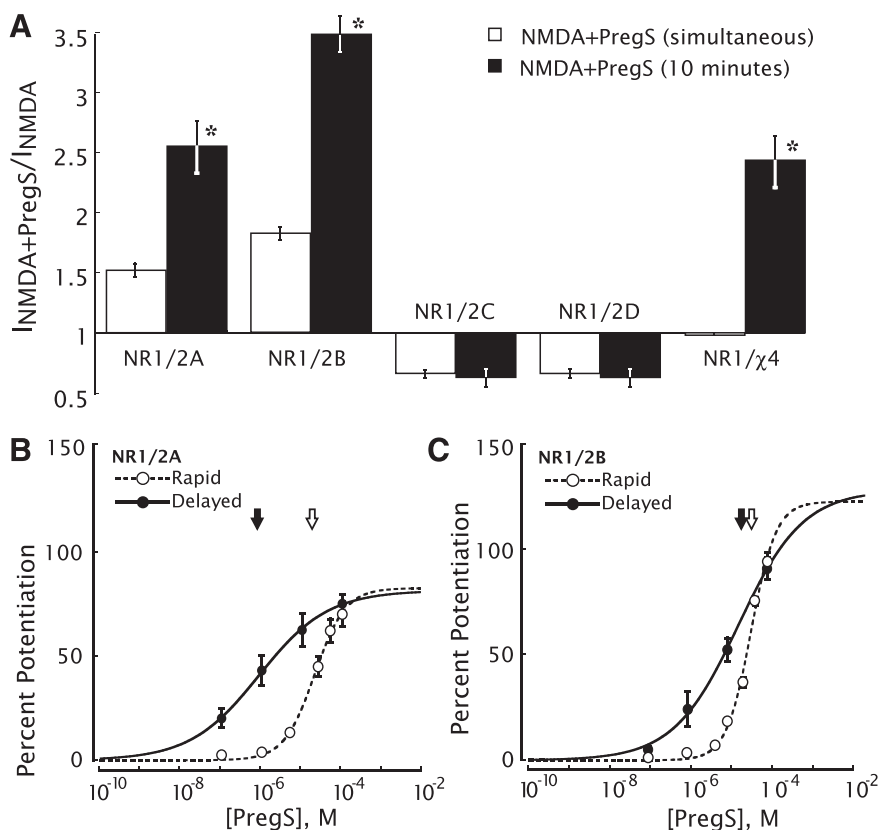 A
I NMDA+PregS/I NMDA
3.5
3
2.5
2
1.5
1
0.5
NMDA+PregS (simultaneous)
NMDA+PregS (10 minutes)
*
*
*
NR1/2A
NR1/2B
NR1/2C
NR1/2D
NR1/χ4
B
NR1/2A
Rapid
Delayed
Percent Potentiation
150
100
50
0
10-10
10-8
10-6
10-4
10-2
[PregS], M
C
NR1/2B
Rapid
Delayed
Percent Potentiation
150
100
50
0
10-10
10-8
10-6
10-4
10-2
[PregS], M